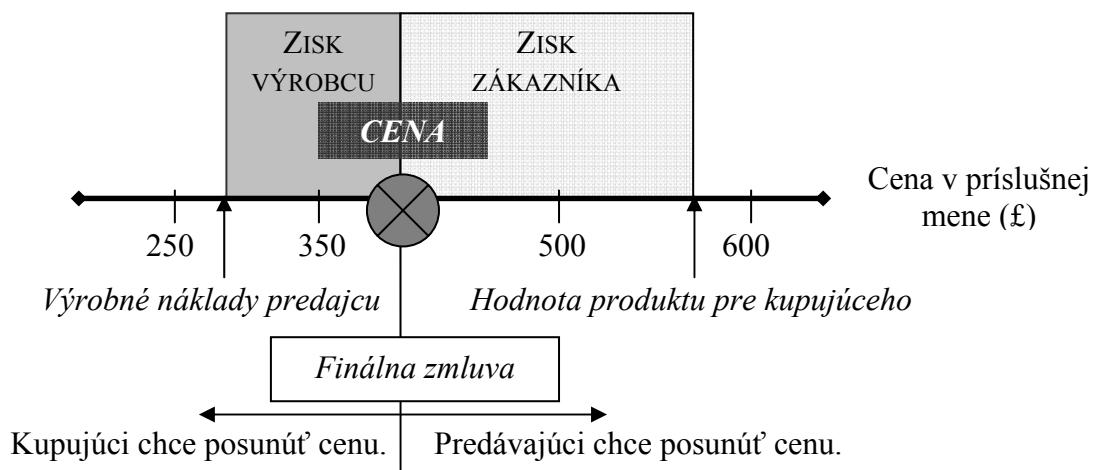 ZISK
VÝROBCU
ZISK
ZÁKAZNÍKA
CENA
Cena v príslušnej
mene (£)
250
350
500
600
Výrobné náklady predajcu
Hodnota produktu pre kupujúceho
Finálna zmluva
Kupujúci chce posunúť cenu.
Predávajúci chce posunúť cenu.